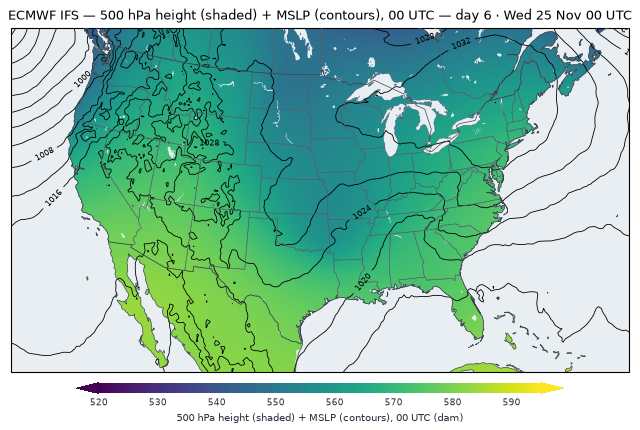 ECMWF IFS — 500 hPa height (shaded) + MSLP (contours), 00 UTC — day 6 · Wed 25 Nov 00 UTC
1028
1032
1000
1028
1008
1016
1024
1020
520 530 540 550 560 570 580 590
500 hPa height (shaded) + MSLP (contours), 00 UTC (dam)